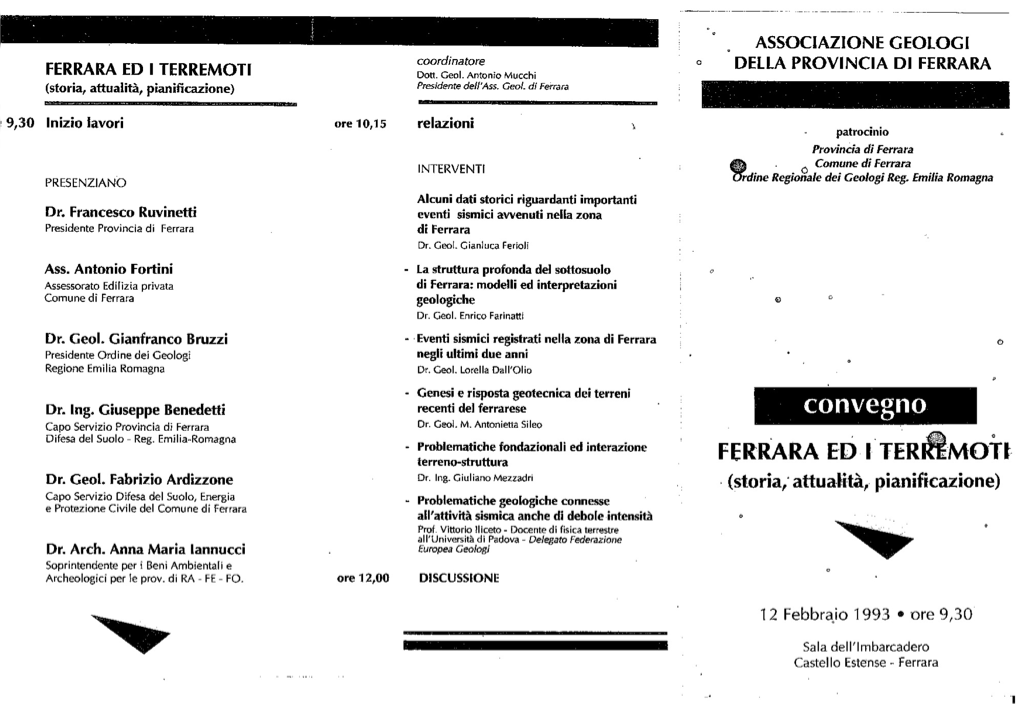 FERRARA ED I TERREMOTI
(storia, attualità, pianificazione)
9,30 Inizio lavori
PRESENZIANO
Dr. Francesco Ruvinetti
Presidente Provincia di Ferrara
Ass. Antonio Fortini
Assessorato Edilizia privata
Comune di Ferrara
Dr. Geol. Gianfranco Bruzzi
Presidente Ordine dei Geologi
Regione Emilia Romagna
Dr. Ing. Giuseppe Benedetti
Capo Servizio Provincia di Ferrara
Difesa del Suolo - Reg. Emilia-Romagna
Dr. Geol. Fabrizio Ardizzone
Capo Servizio Difesa del Suolo, Energia
e Protezione Civile del Comune di Ferrara
Dr. Arch. Anna Maria Iannucci
Soprintendente per i Beni Ambientali e
Archeologici per le prov. di RA - FE - FO.
coordinatore
Dott. Geol. Antonio Mucchi
Presidente dell'Ass. Geol. di Ferrara
ore 10,15 relazioni
INTERVENTI
Alcuni dati storici riguardanti importanti
eventi sismici avvenuti nella zona
di Ferrara
Dr. Geol. Gianluca Ferioli
- La struttura profonda del sottosuolo
di Ferrara: modelli ed interpretazioni
geologiche
Dr. Geol. Enrico Farinatti
- Eventi sismici registrati nella zona di Ferrara
negli ultimi due anni
Dr. Geol. Lorella Dall'Olio
- Genesi e risposta geotecnica dei terreni
recenti del ferrarese
Dr. Geol. M. Antonietta Sileo
- Problematiche fondazionali ed interazione
terreno-struttura
Dr. Ing. Giuliano Mezzadri
- Problematiche geologiche connesse
all'attività sismica anche di debole intensità
Prof. Vittorio Iliceto - Docente di fisica terrestre
all'Università di Padova - Delegato Federazione
Europea Geologi
ore 12,00 DISCUSSIONE
ASSOCIAZIONE GEOLOGI
DELLA PROVINCIA DI FERRARA
patrocinio
Provincia di Ferrara
Comune di Ferrara
Ordine Regionale dei Geologi Reg. Emilia Romagna
convegno
FERRARA ED I TERREMOTI
(storia, attualità, pianificazione)
12 Febbraio 1993 • ore 9,30
Sala dell'Imbarcadero
Castello Estense - Ferrara
1